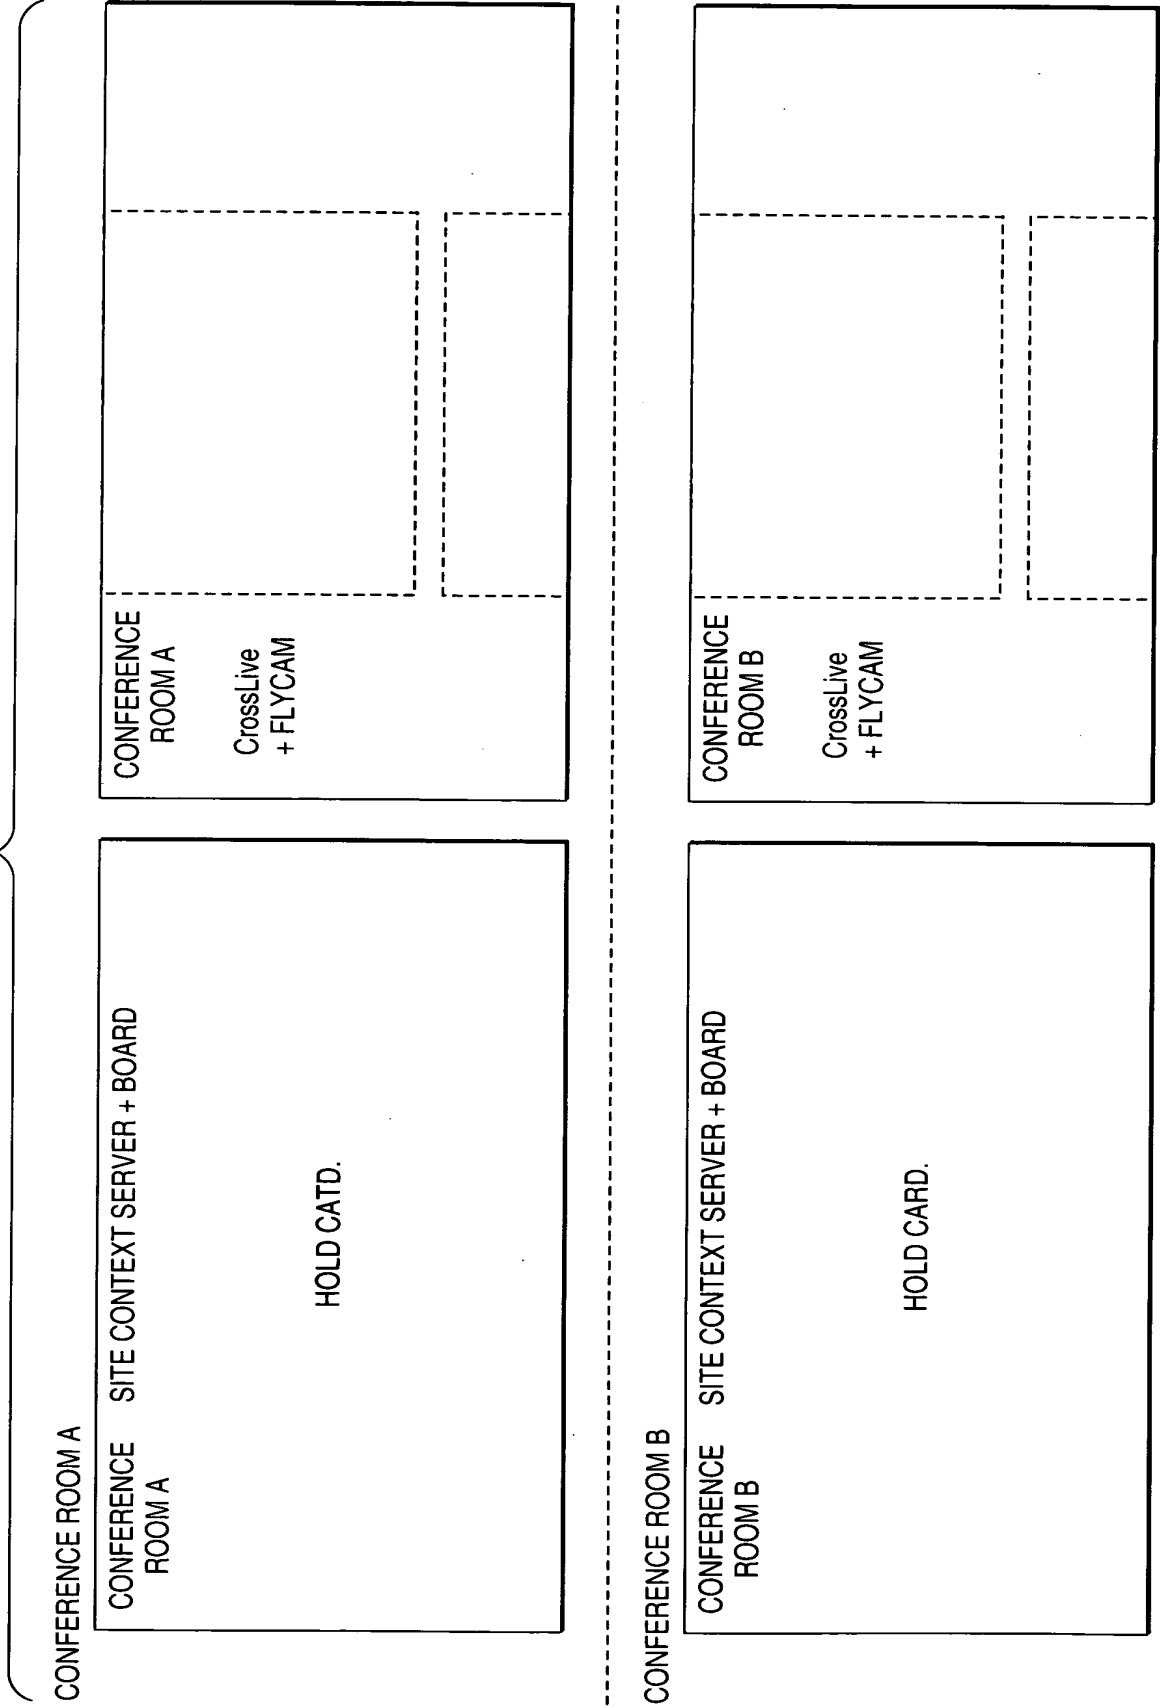 CONFERENCE ROOM A
CONFERENCE
ROOM A
SITE CONTEXT SERVER + BOARD
HOLD CATD.
CONFERENCE
ROOM A
CrossLive
+ FLYCAM
CONFERENCE ROOM B
CONFERENCE
ROOM B
SITE CONTEXT SERVER + BOARD
HOLD CARD.
CONFERENCE
ROOM B
CrossLive
+ FLYCAM